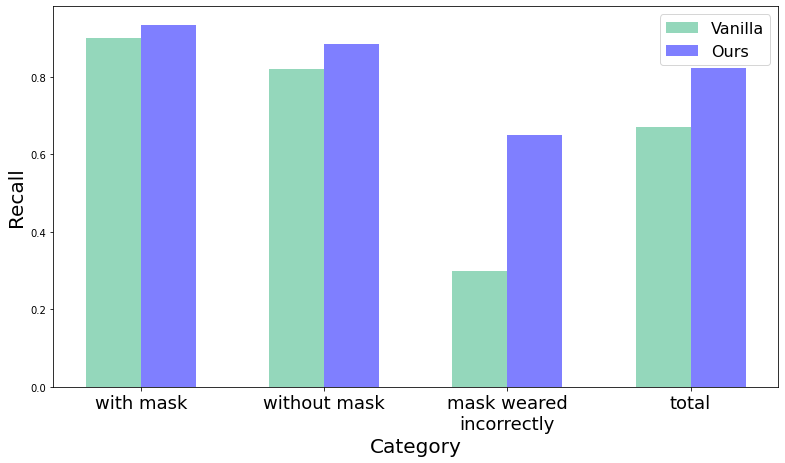 Vanilla
Ours
Recall
0.8
0.6
0.4
0.2
0.0
with mask
without mask
mask weared
incorrectly
total
Category